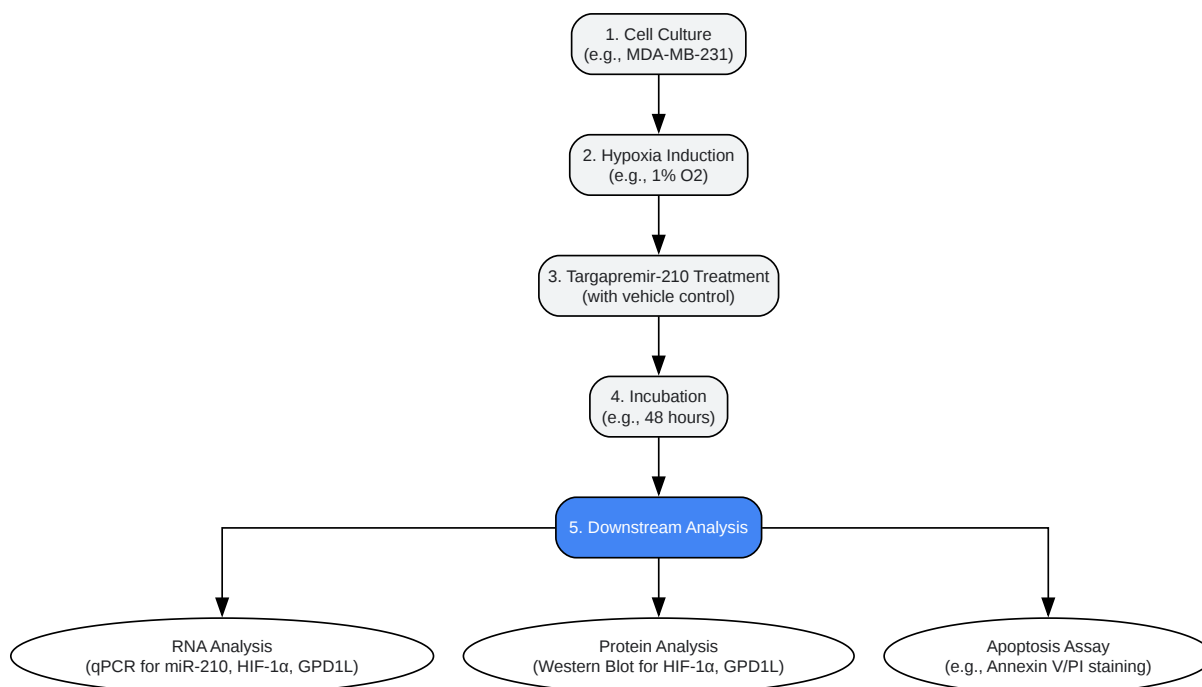 1. Cell Culture
(e.g., MDA-MB-231)
2. Hypoxia Induction
(e.g., 1% O2)
3. Targapremir-210 Treatment
(with vehicle control)
4. Incubation
(e.g., 48 hours)
5. Downstream Analysis
RNA Analysis
(qPCR for miR-210, HIF-1α, GPD1L)
Protein Analysis
(Western Blot for HIF-1α, GPD1L)
Apoptosis Assay
(e.g., Annexin V/PI staining)